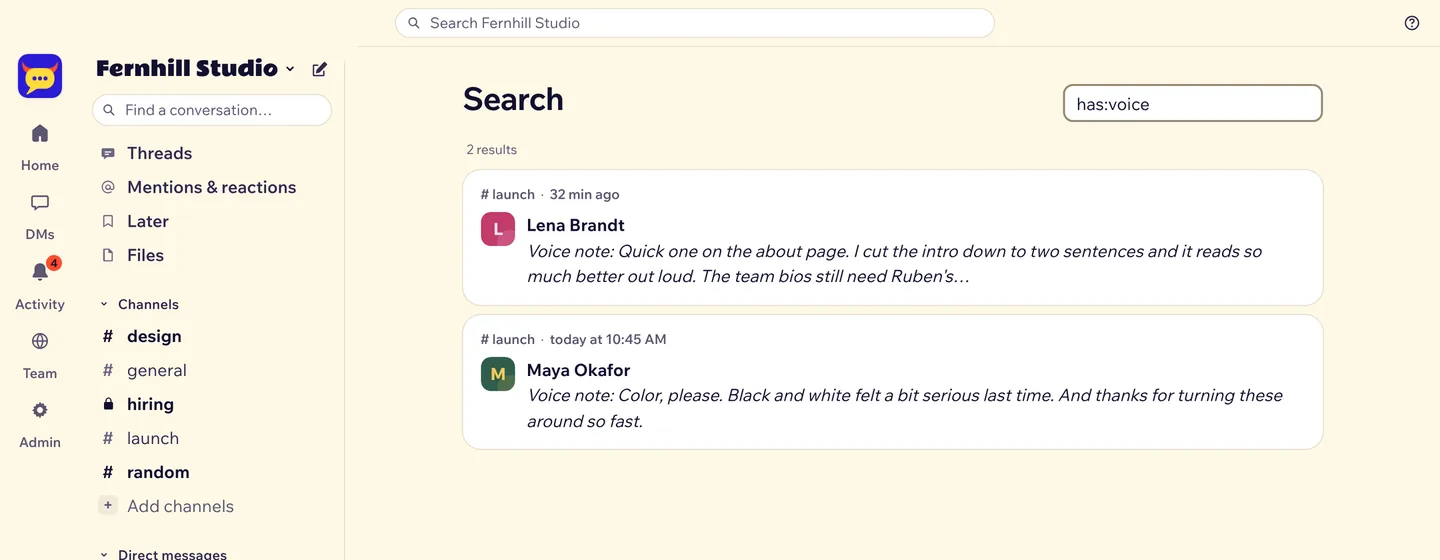 Search Fernhill Studio
Fernhill Studio
Find a conversation…
Home
DMs
4
Activity
Team
Admin
Threads
Mentions & reactions
Later
Files
Channels
# design
# general
hiring
# launch
# random
+ Add channels
Direct messages
Search
has:voice
2 results
# launch · 32 min ago
L
Lena Brandt
Voice note: Quick one on the about page. I cut the intro down to two sentences and it reads so
much better out loud. The team bios still need Ruben's…
# launch · today at 10:45 AM
M
Maya Okafor
Voice note: Color, please. Black and white felt a bit serious last time. And thanks for turning these
around so fast.